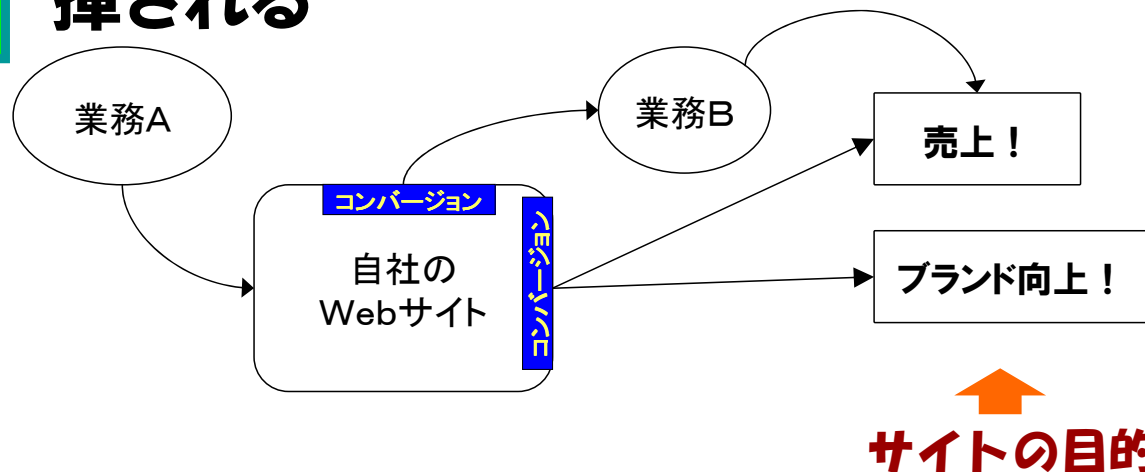 揮される
業務A
業務B
売上！
コンバージョン
コンバージョン
自社の
Webサイト
ブランド向上！
サイトの目的